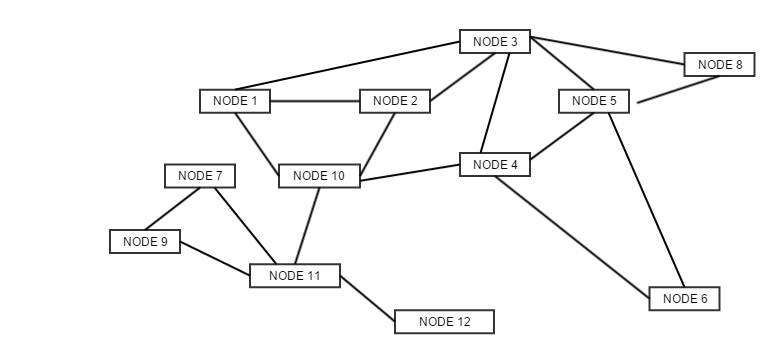 NODE 3
NODE 8
NODE 1
NODE 2
NODE 5
NODE 4
NODE 7
NODE 10
NODE 9
NODE 11
NODE 6
NODE 12